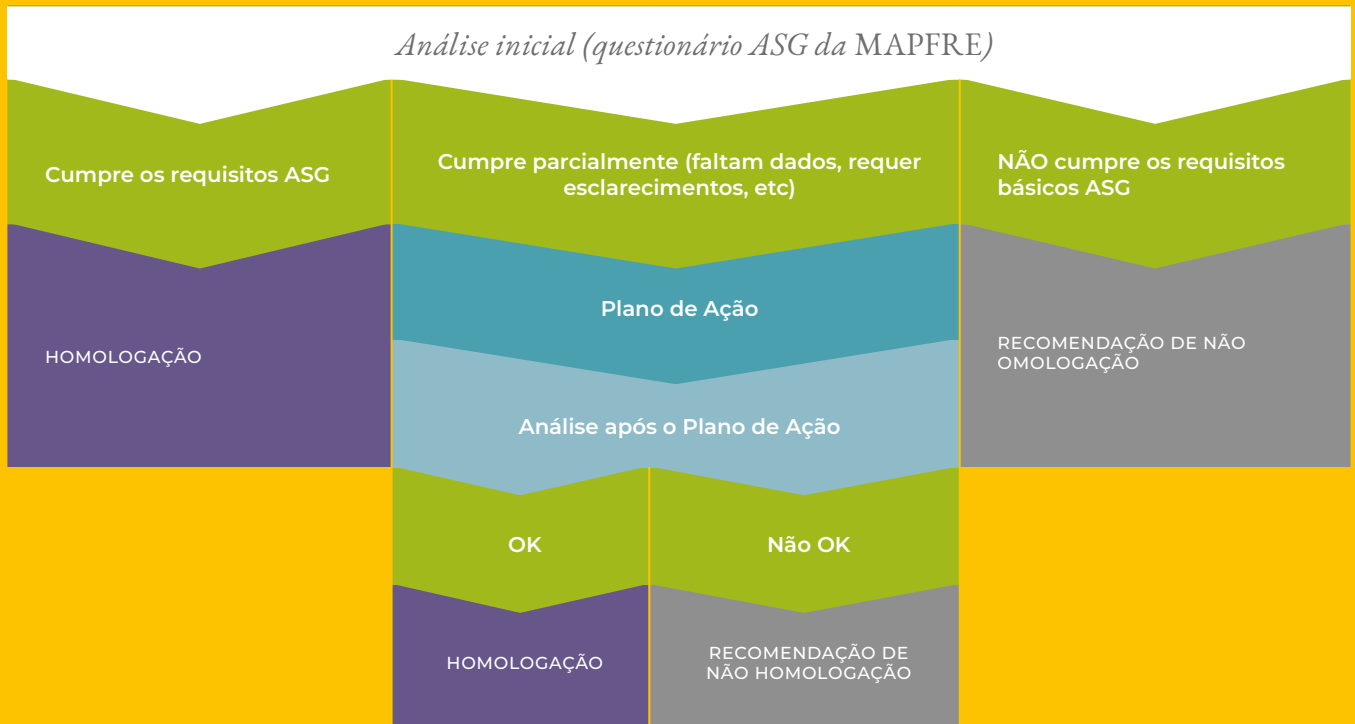 Análise inicial (questionário ASG da MAPFRE)
Cumpre os requisitos ASG
Cumpre parcialmente (faltam dados, requer
esclarecimentos, etc)
NÃO cumpre os requisitos
básicos ASG
HOMOLOGAÇÃO
Plano de Ação
RECOMENDAÇÃO DE NÃO
OMOLOGAÇÃO
Análise após o Plano de Ação
OK
Não OK
HOMOLOGAÇÃO
RECOMENDAÇÃO DE
NÃO HOMOLOGAÇÃO